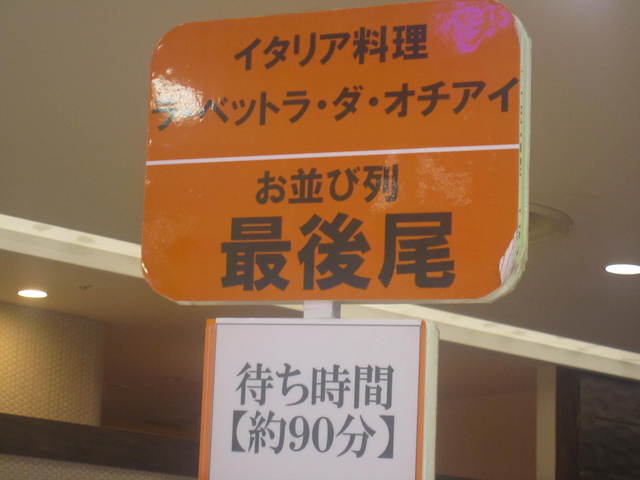 イタリア料理
ラ・ベットラ・ダ・オチアイ
お並び列
最後尾
待ち時間
【約90分】